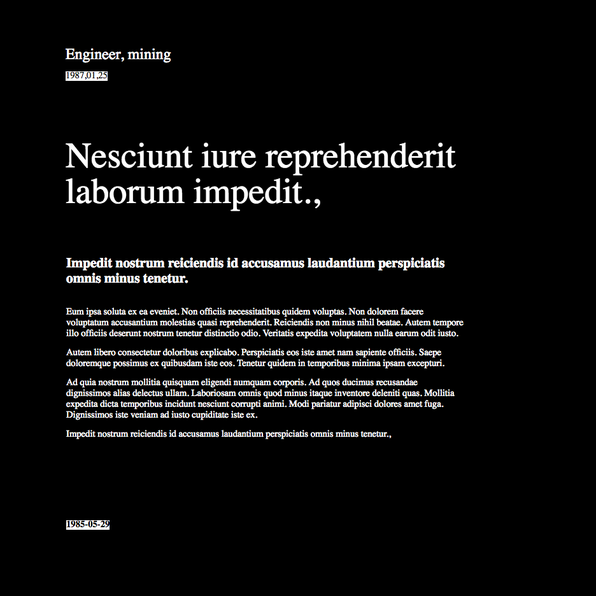 Engineer, mining
1987,01,25
Nesciunt iure reprehenderit
laborum impedit.,
Impedit nostrum reiciendis id accusamus laudantium perspiciatis
omnis minus tenetur.
Eum ipsa soluta ex ea eveniet. Non officiis necessitatibus quidem voluptas. Non dolorem facere
voluptatum accusantium molestias quasi reprehenderit. Reiciendis non minus nihil beatae. Autem tempore
illo officiis deserunt nostrum tenetur distinctio odio. Veritatis expedita voluptatem nulla earum odit iusto.
Autem libero consectetur doloribus explicabo. Perspiciatis eos iste amet nam sapiente officiis. Saepe
doloremque possimus ex quibusdam iste eos. Tenetur quidem in temporibus minima ipsam excepturi.
Ad quia nostrum mollitia quisquam eligendi numquam corporis. Ad quos ducimus recusandae
dignissimos alias delectus ullam. Laboriosam omnis quod minus itaque inventore deleniti quas. Mollitia
expedita dicta temporibus incidunt nesciunt corrupti animi. Modi pariatur adipisci dolores amet fuga.
Dignissimos iste veniam ad iusto cupiditate iste ex.
Impedit nostrum reiciendis id accusamus laudantium perspiciatis omnis minus tenetur.,
1985-05-29